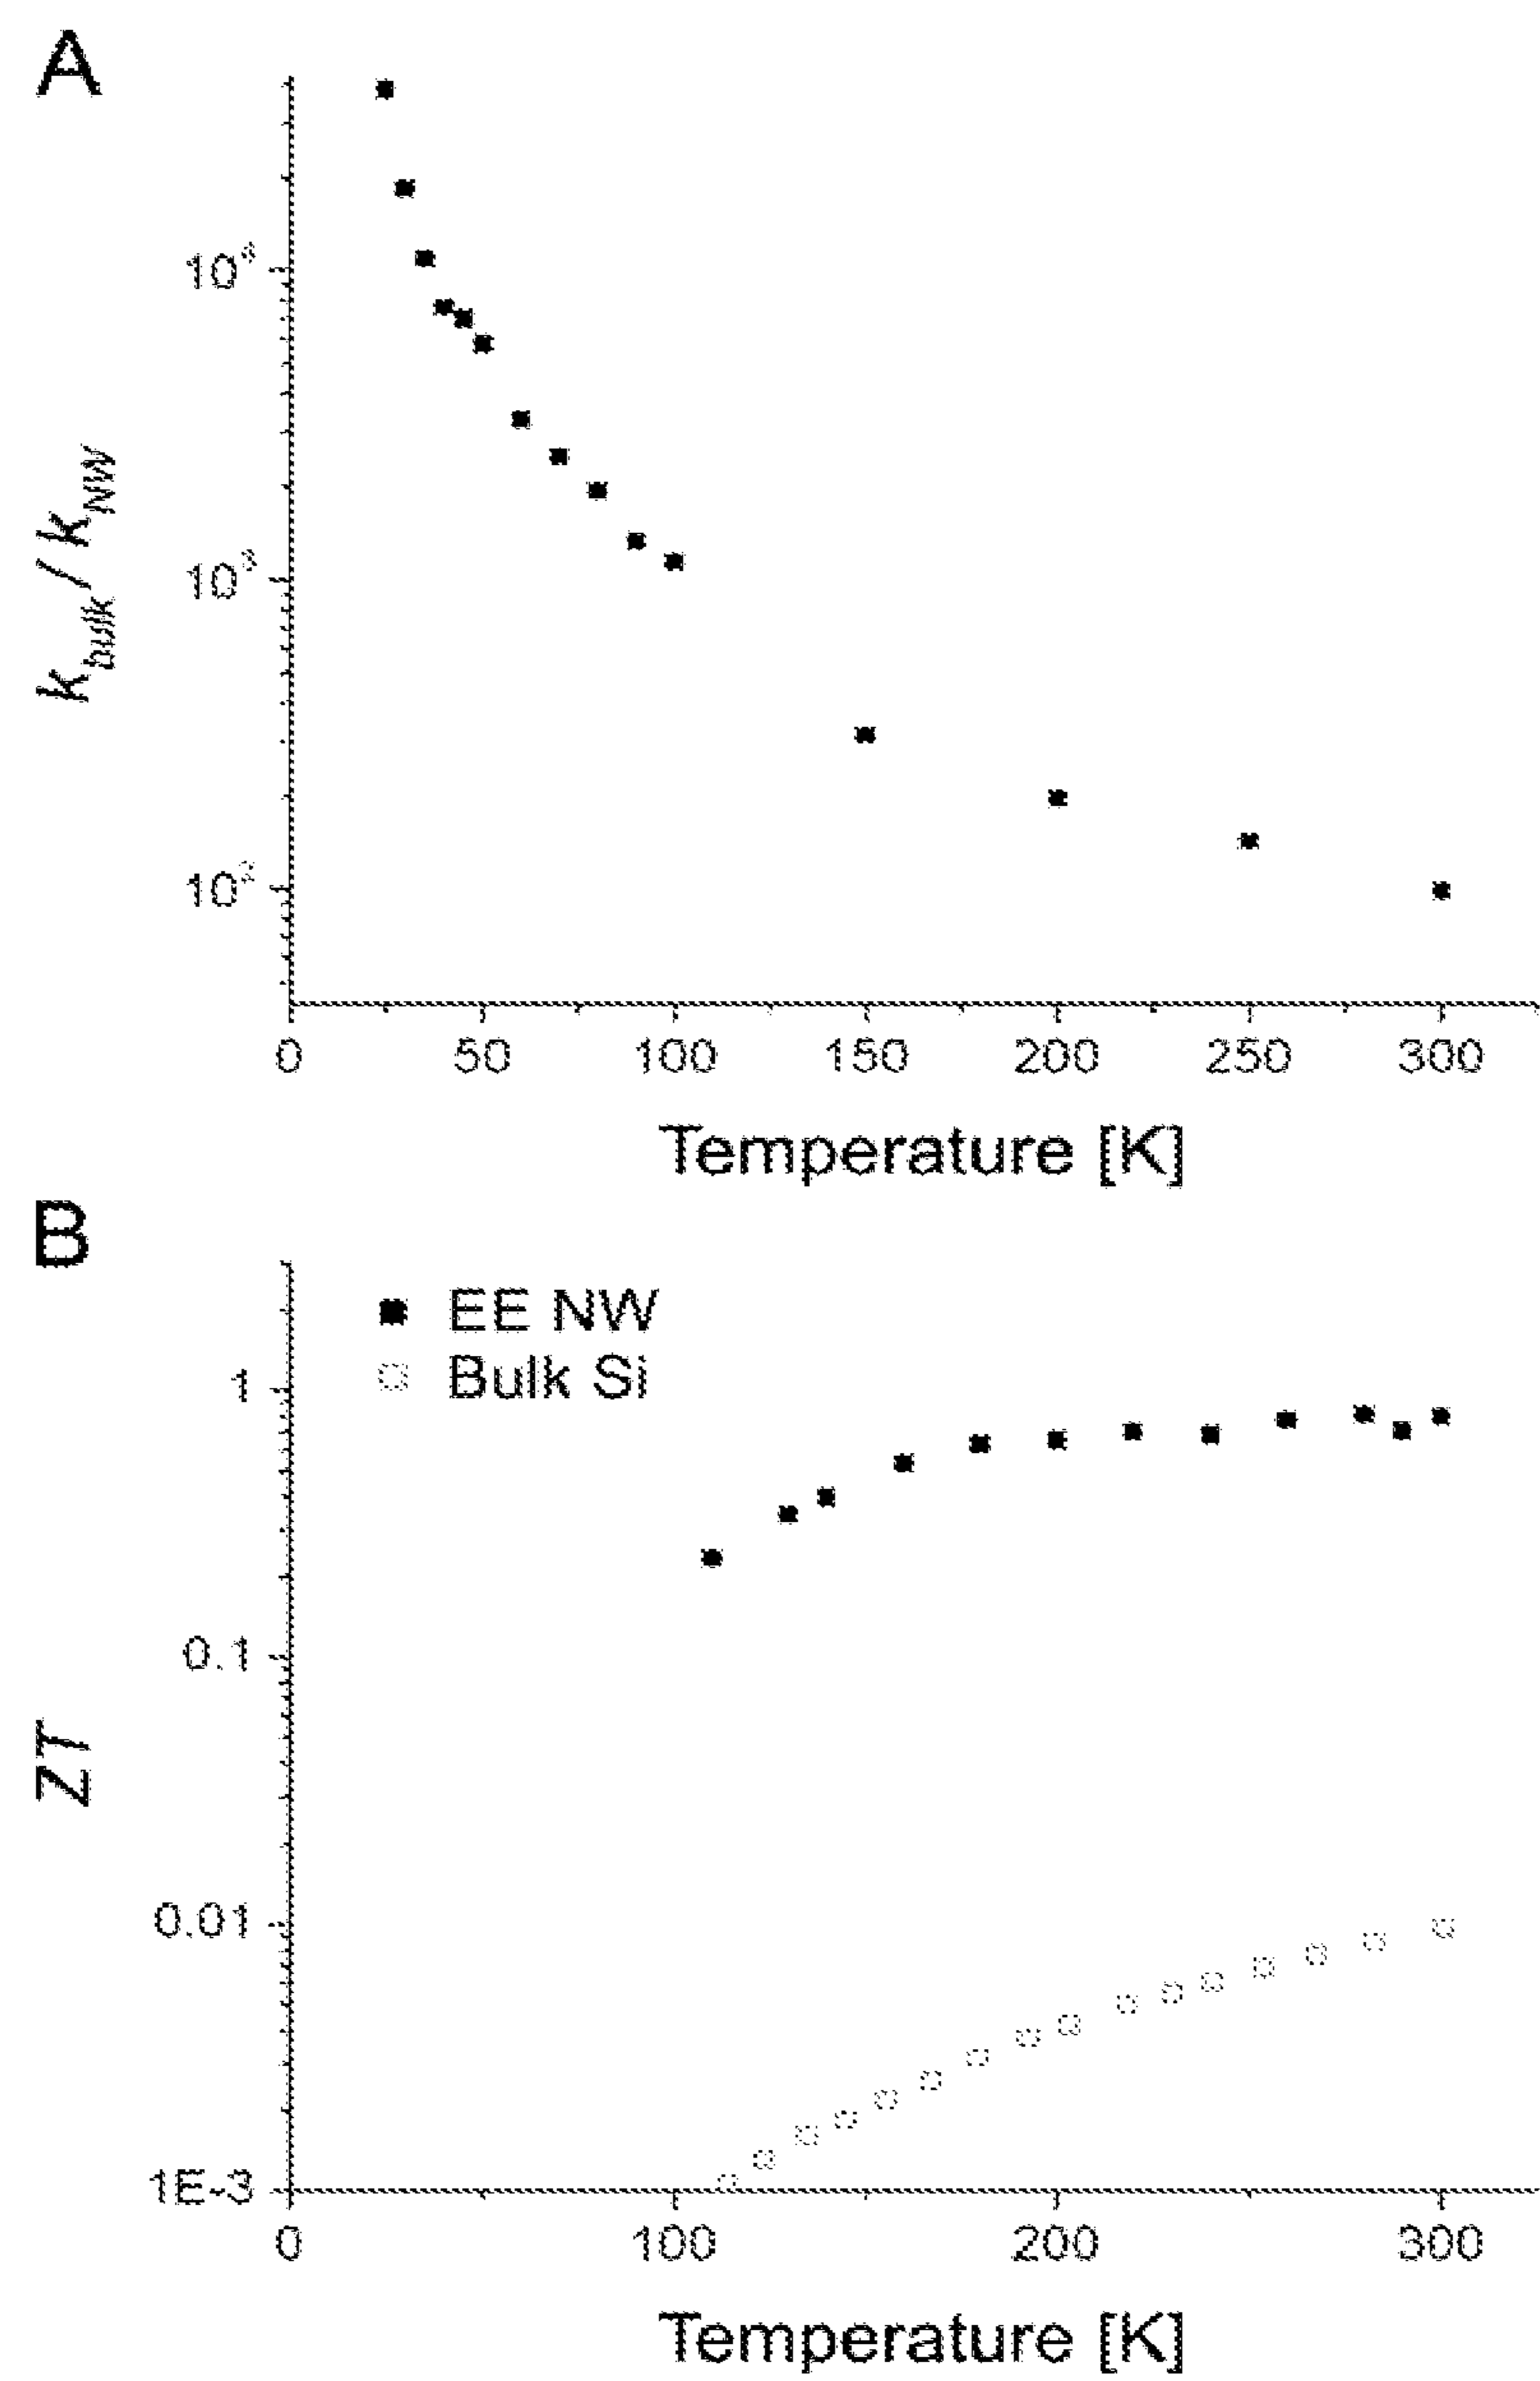 A
10⁴
10³
10²
k_bulk / k_NW
0 50 100 150 200 250 300
Temperature [K]
B
EE NW
Bulk Si
1
0.1
0.01
1E-3
ZT
0 100 200 300
Temperature [K]